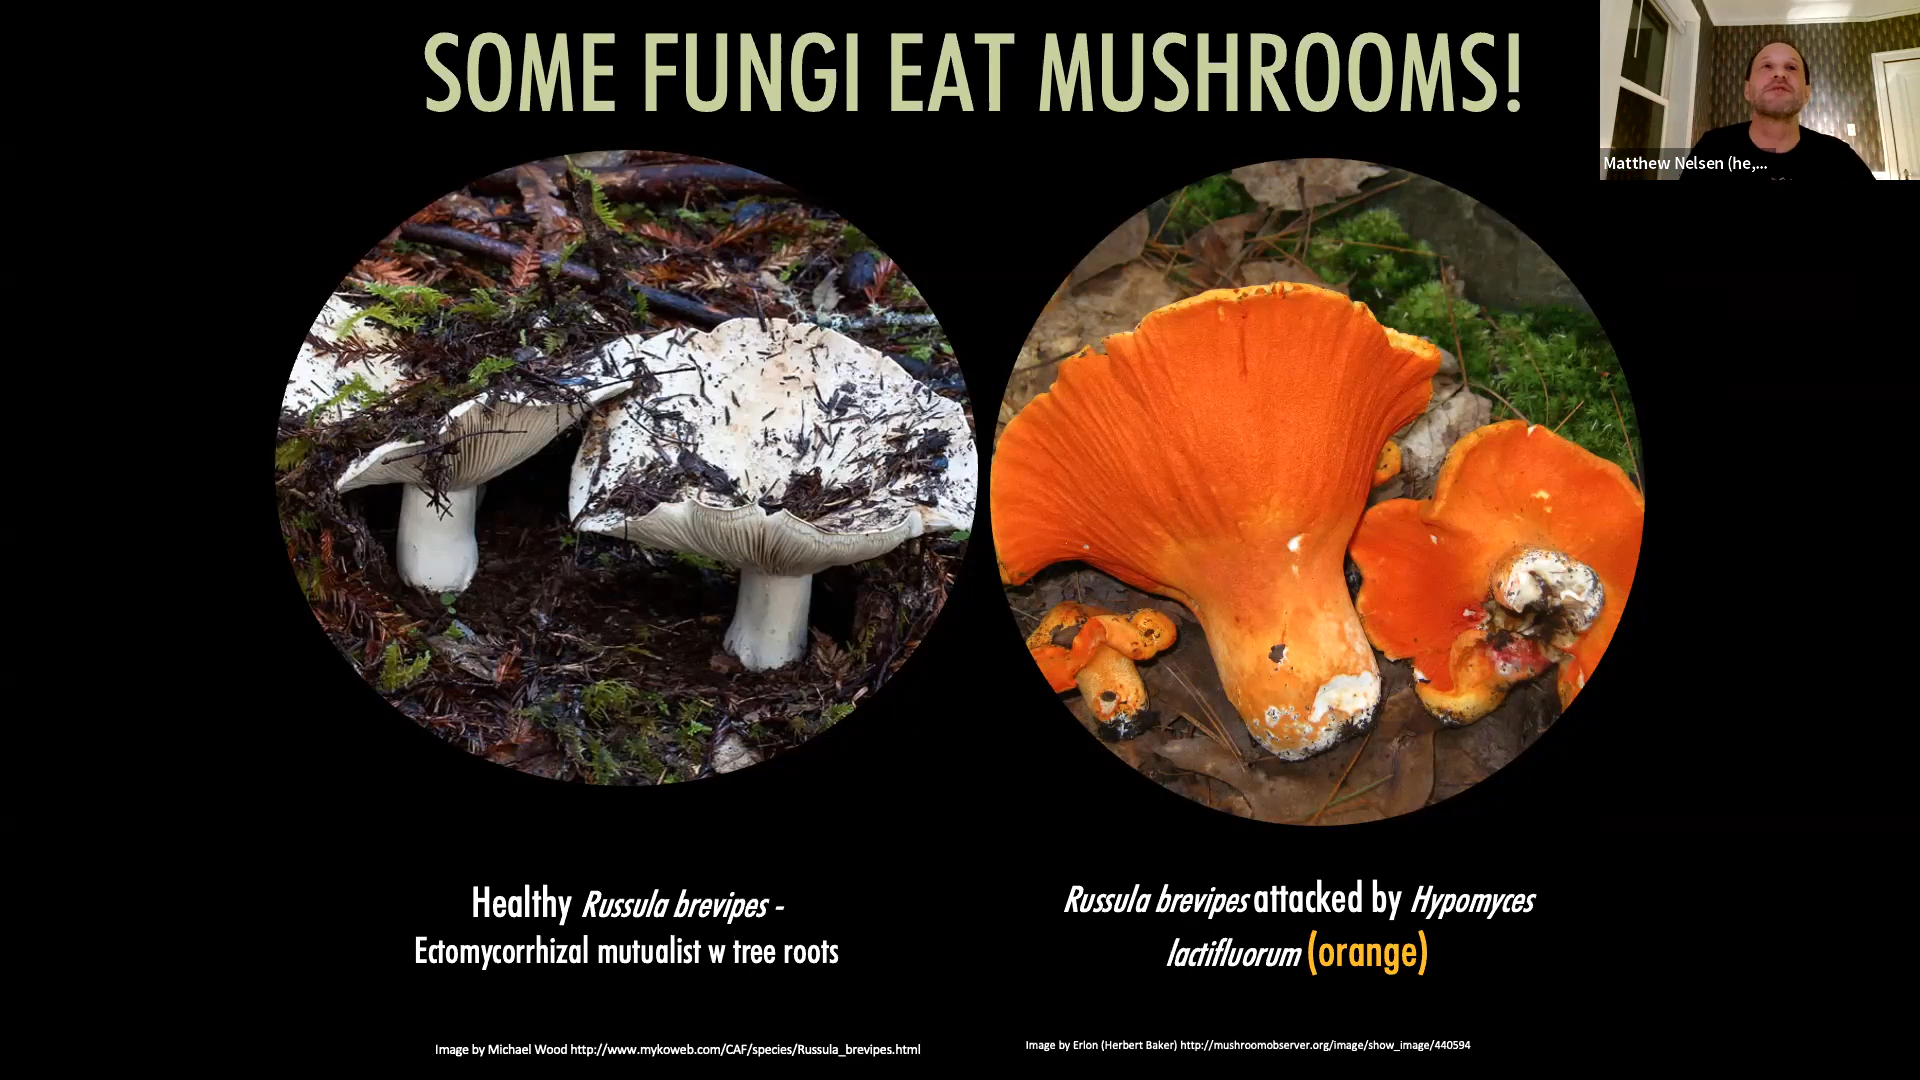 SOME FUNGI EAT MUSHROOMS!
Matthew Nelsen (he,...
Healthy Russula brevipes -
Ectomycorrhizal mutualist w tree roots
Russula brevipes attacked by Hypomyces
lactifluorum (orange)
Image by Michael Wood http://www.mykoweb.com/CAF/species/Russula_brevipes.html
Image by Erlon (Herbert Baker) http://mushroomobserver.org/image/show_image/440594